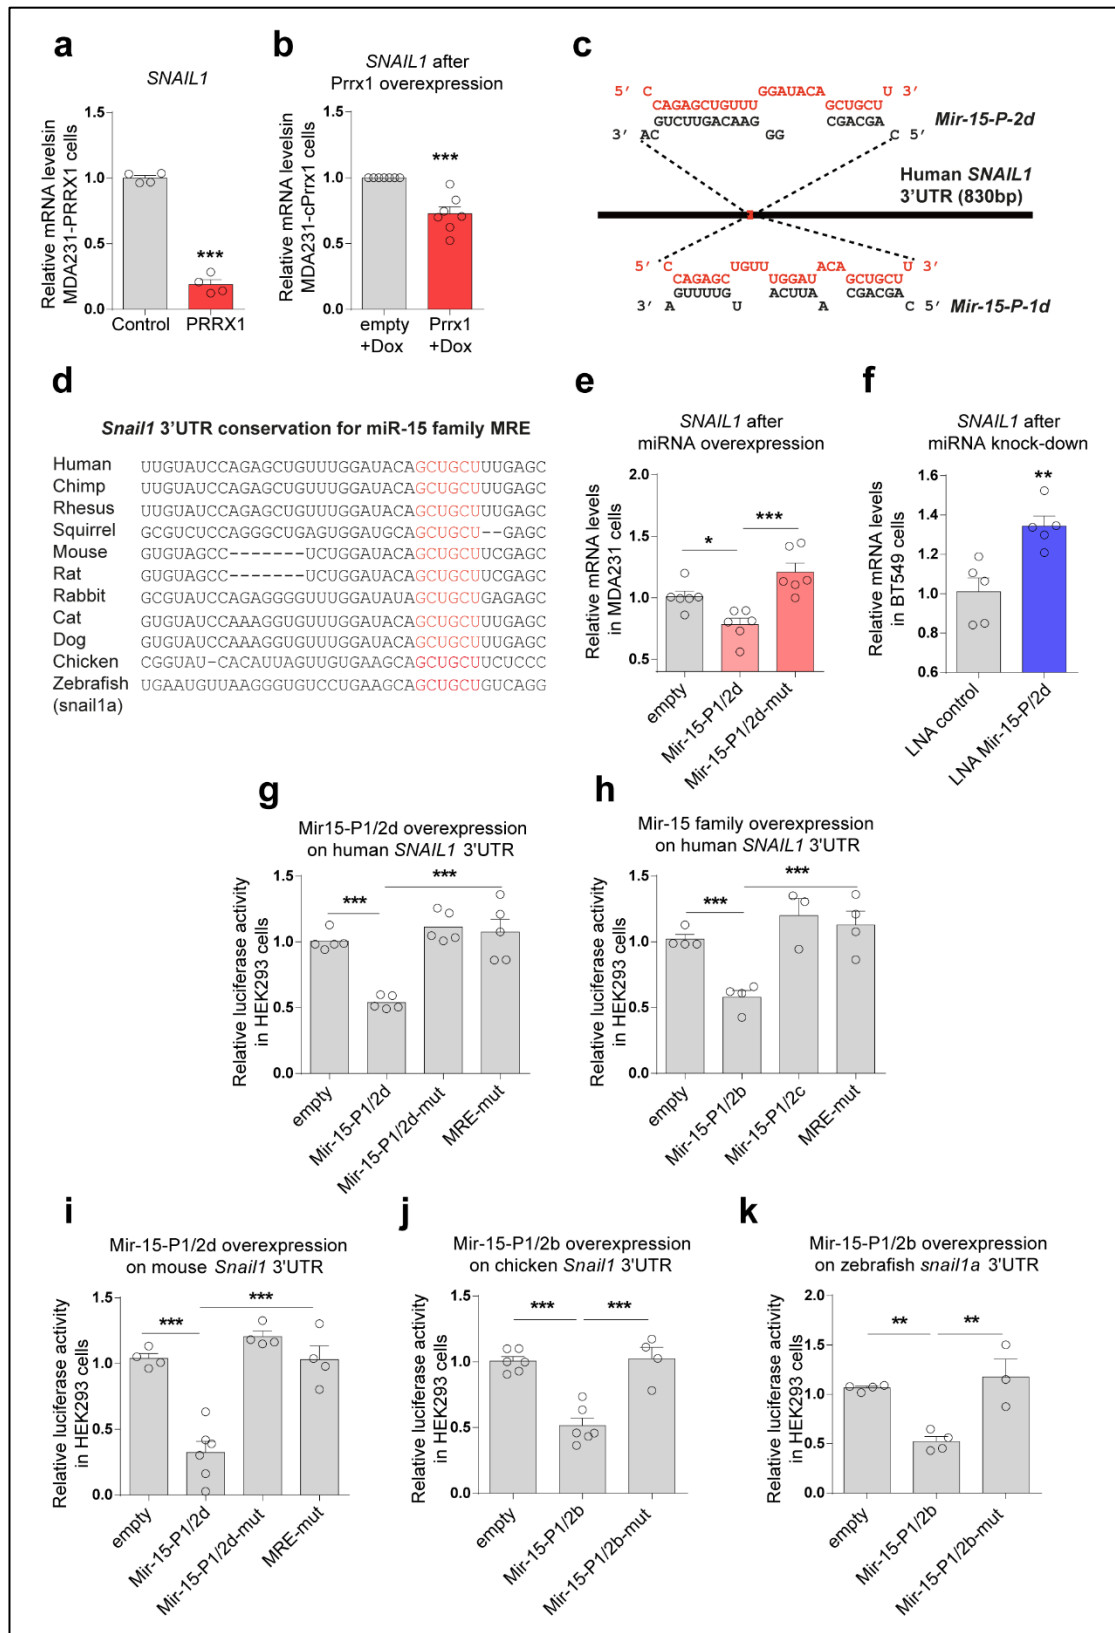 a
SNAIL1
Relative mRNA levelsin
MDA231-PRRX1 cells
1.5
1.0
0.5
0.0
***
Control
PRRX1
b
SNAIL1 after
Prrx1 overexpression
Relative mRNA levelsin
MDA231-cPrrx1 cells
1.5
1.0
0.5
0.0
***
empty
+Dox
Prrx1
+Dox
c
5' C GGAUACA U 3'
CAGAGCUGUUU GCUGCU
GUCUUGACAAG CGACGA
3' AC GG C 5'
Mir-15-P-2d
Human SNAIL1
3'UTR (830bp)
5' C UGUU ACA U 3'
CAGAGC UGGAU GCUGCU
GUUUUG ACUUA CGACGA
3' A U A C 5'
Mir-15-P-1d
d
Snail1 3'UTR conservation for miR-15 family MRE
Human UUGUAUCCAGAGCUGUUUGGAUACAGCUGCUUUGAGC
Chimp UUGUAUCCAGAGCUGUUUGGAUACAGCUGCUUUGAGC
Rhesus UUGUAUCCAGAGCUGUUUGGAUACAGCUGCUUUGAGC
Squirrel GCGUCUCCAGGGCUGAGUGGAUGCAGCUGCU--GAGC
Mouse GUGUAGCC-------UCUGGAUACAGCUGCUUCGAGC
Rat GUGUAGCC-------UCUGGAUACAGCUGCUUCGAGC
Rabbit GCGUAUCCAGAGGGGUUUGGAUAUAGCUGCUGAGAGC
Cat GUGUAUCCAAAGGUGUUUGGAUACAGCUGCUUUGAGC
Dog GUGUAUCCAAAGGUGUUUGGAUACAGCUGCUUUGAGC
Chicken CGGUAU-CACAUUAGUUGUGAAGCAGCUGCUUCUCCC
Zebrafish UGAAUGUUAAGGGUGUCCUGAAGCAGCUGCUGUCAGG
(snail1a)
e
SNAIL1 after
miRNA overexpression
Relative mRNA levels
in MDA231 cells
2.0
1.5
1.0
0.5
*
***
empty
Mir-15-P1/2d
Mir-15-P1/2d-mut
f
SNAIL1 after
miRNA knock-down
Relative mRNA levels
in BT549 cells
1.6
1.4
1.2
1.0
0.8
0.6
**
LNA control
LNA Mir-15-P/2d
g
Mir15-P1/2d overexpression
on human SNAIL1 3'UTR
Relative luciferase activity
in HEK293 cells
1.5
1.0
0.5
0.0
***
***
empty
Mir-15-P1/2d
Mir-15-P1/2d-mut
MRE-mut
h
Mir-15 family overexpression
on human SNAIL1 3'UTR
Relative luciferase activity
in HEK293 cells
1.5
1.0
0.5
0.0
***
***
empty
Mir-15-P1/2b
Mir-15-P1/2c
MRE-mut
i
Mir-15-P1/2d overexpression
on mouse Snail1 3'UTR
Relative luciferase activity
in HEK293 cells
1.5
1.0
0.5
0.0
***
***
empty
Mir-15-P1/2d
Mir-15-P1/2d-mut
MRE-mut
j
Mir-15-P1/2b overexpression
on chicken Snail1 3'UTR
Relative luciferase activity
in HEK293 cells
1.5
1.0
0.5
0.0
***
***
empty
Mir-15-P1/2b
Mir-15-P1/2b-mut
k
Mir-15-P1/2b overexpression
on zebrafish snail1a 3'UTR
Relative luciferase activity
in HEK293 cells
2.0
1.5
1.0
0.5
0.0
**
**
empty
Mir-15-P1/2b
Mir-15-P1/2b-mut